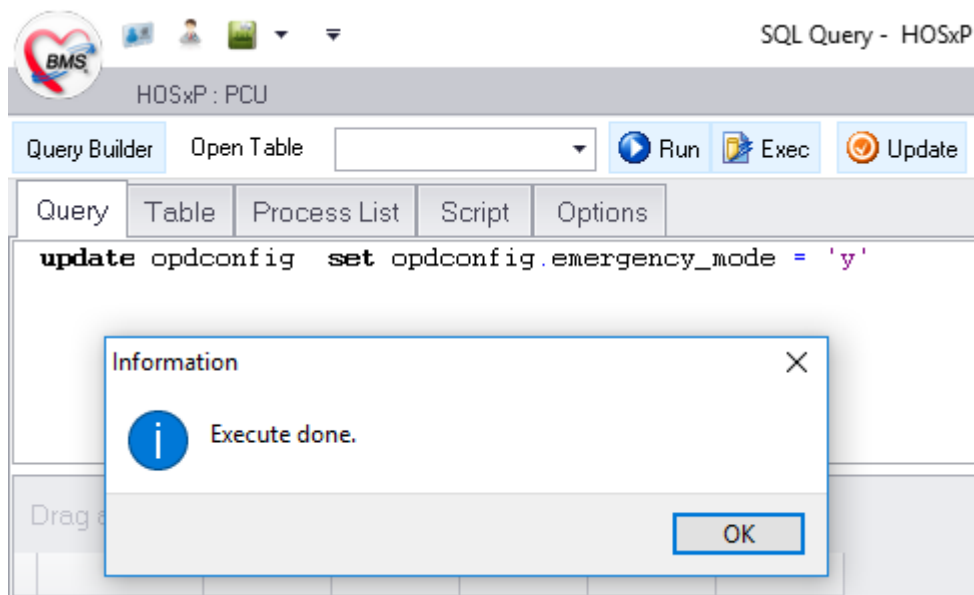 BMS
SQL Query - HOSxP
HOSxP : PCU
Query Builder Open Table Run Exec Update
Query Table Process List Script Options
update opdconfig  set opdconfig.emergency_mode = 'y'
Information
Execute done.
Drag
OK